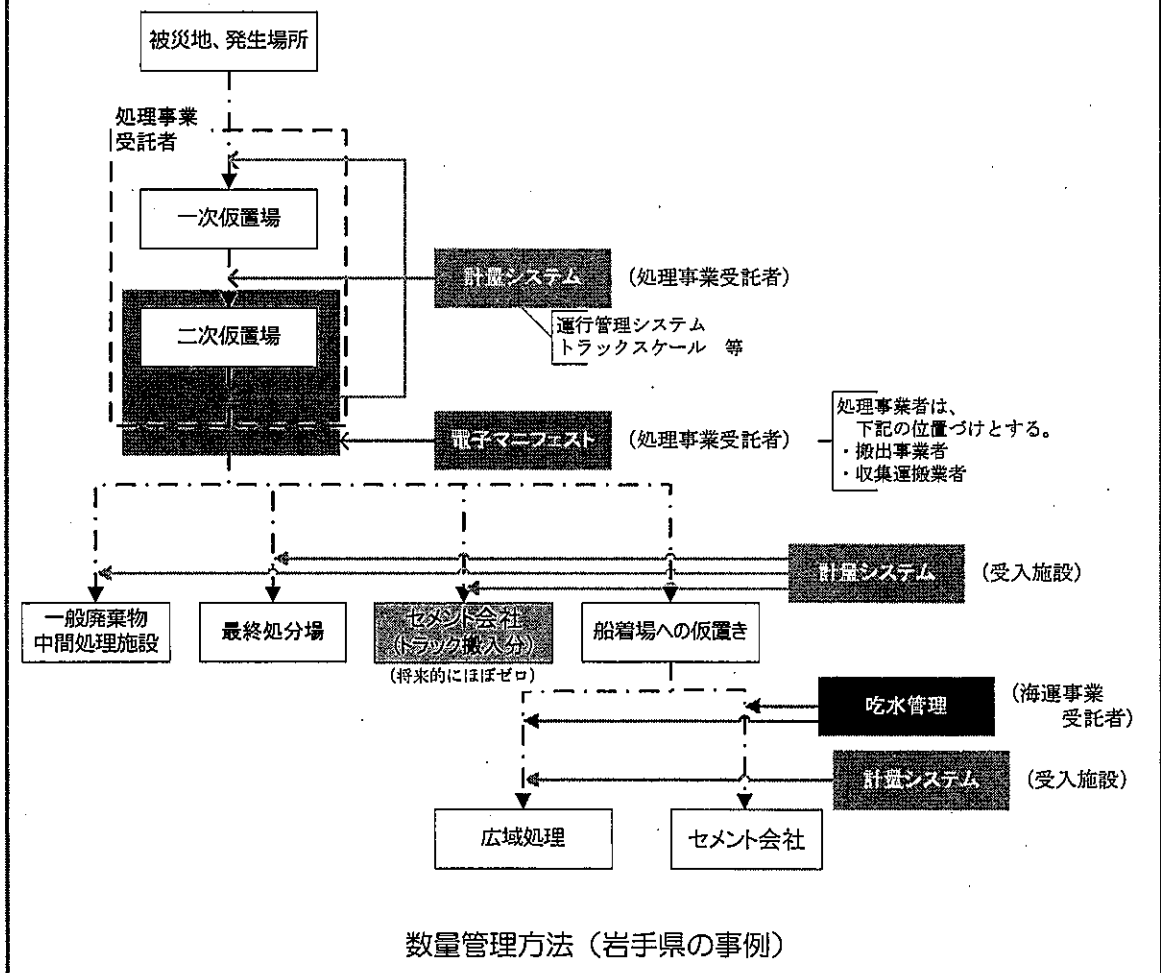 被災地、発生場所
処理事業
受託者
一次仮置場
計量システム
(処理事業受託者)
運行管理システム
トラックスケール 等
二次仮置場
電子マニフェスト
(処理事業受託者)
処理事業者は、
下記の位置づけとする。
・搬出事業者
・収集運搬業者
計量システム
(受入施設)
一般廃棄物
中間処理施設
最終処分場
セメント会社
(トラック搬入分)
(将来的にほぼゼロ)
船着場への仮置き
吃水管理
(海運事業
受託者)
計量システム
(受入施設)
広域処理
セメント会社
数量管理方法(岩手県の事例)